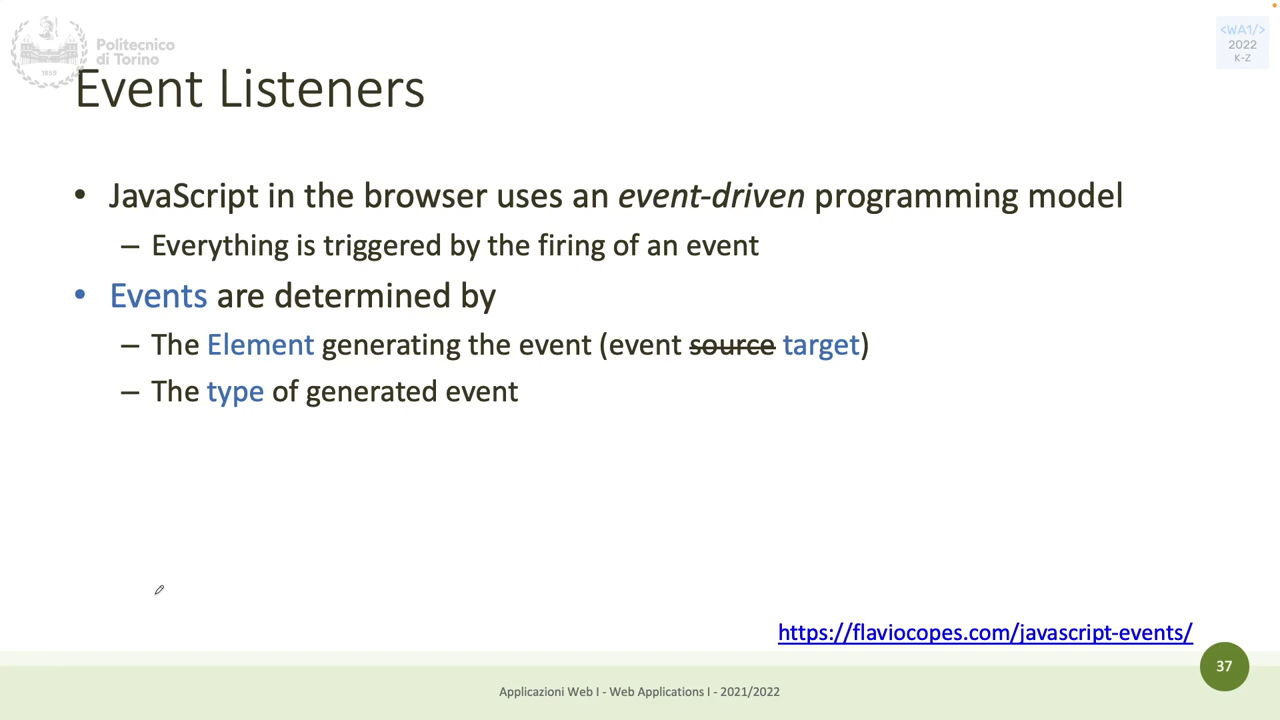 Politecnico
di Torino
1859
<WA1/>
2022
K-Z
Event Listeners
• JavaScript in the browser uses an event-driven programming model
– Everything is triggered by the firing of an event
• Events are determined by
– The Element generating the event (event source target)
– The type of generated event
https://flaviocopes.com/javascript-events/
37
Applicazioni Web I - Web Applications I - 2021/2022